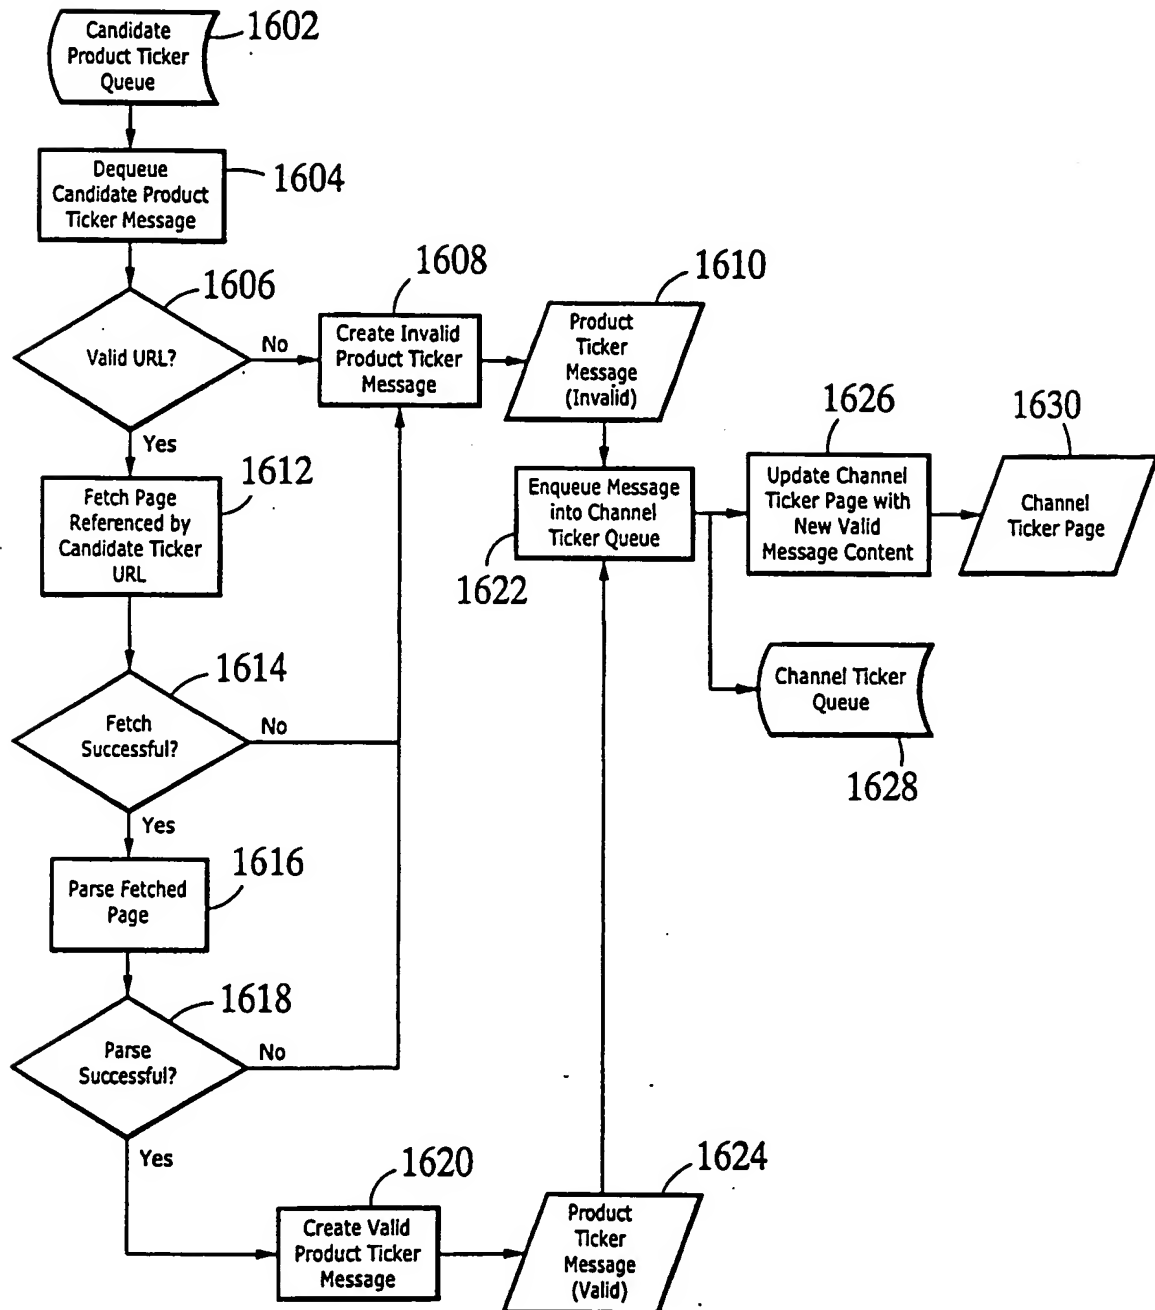 Candidate
Product Ticker
Queue
1602
Dequeue
Candidate Product
Ticker Message
1604
Valid URL?
1606
No
Yes
Create Invalid
Product Ticker
Message
1608
Product
Ticker
Message
(Invalid)
1610
Fetch Page
Referenced by
Candidate Ticker
URL
1612
Enqueue Message
into Channel
Ticker Queue
1622
Update Channel
Ticker Page with
New Valid
Message Content
1626
Channel
Ticker Page
1630
Fetch
Successful?
1614
No
Yes
Channel Ticker
Queue
1628
Parse Fetched
Page
1616
Parse
Successful?
1618
No
Yes
Create Valid
Product Ticker
Message
1620
Product
Ticker
Message
(Valid)
1624